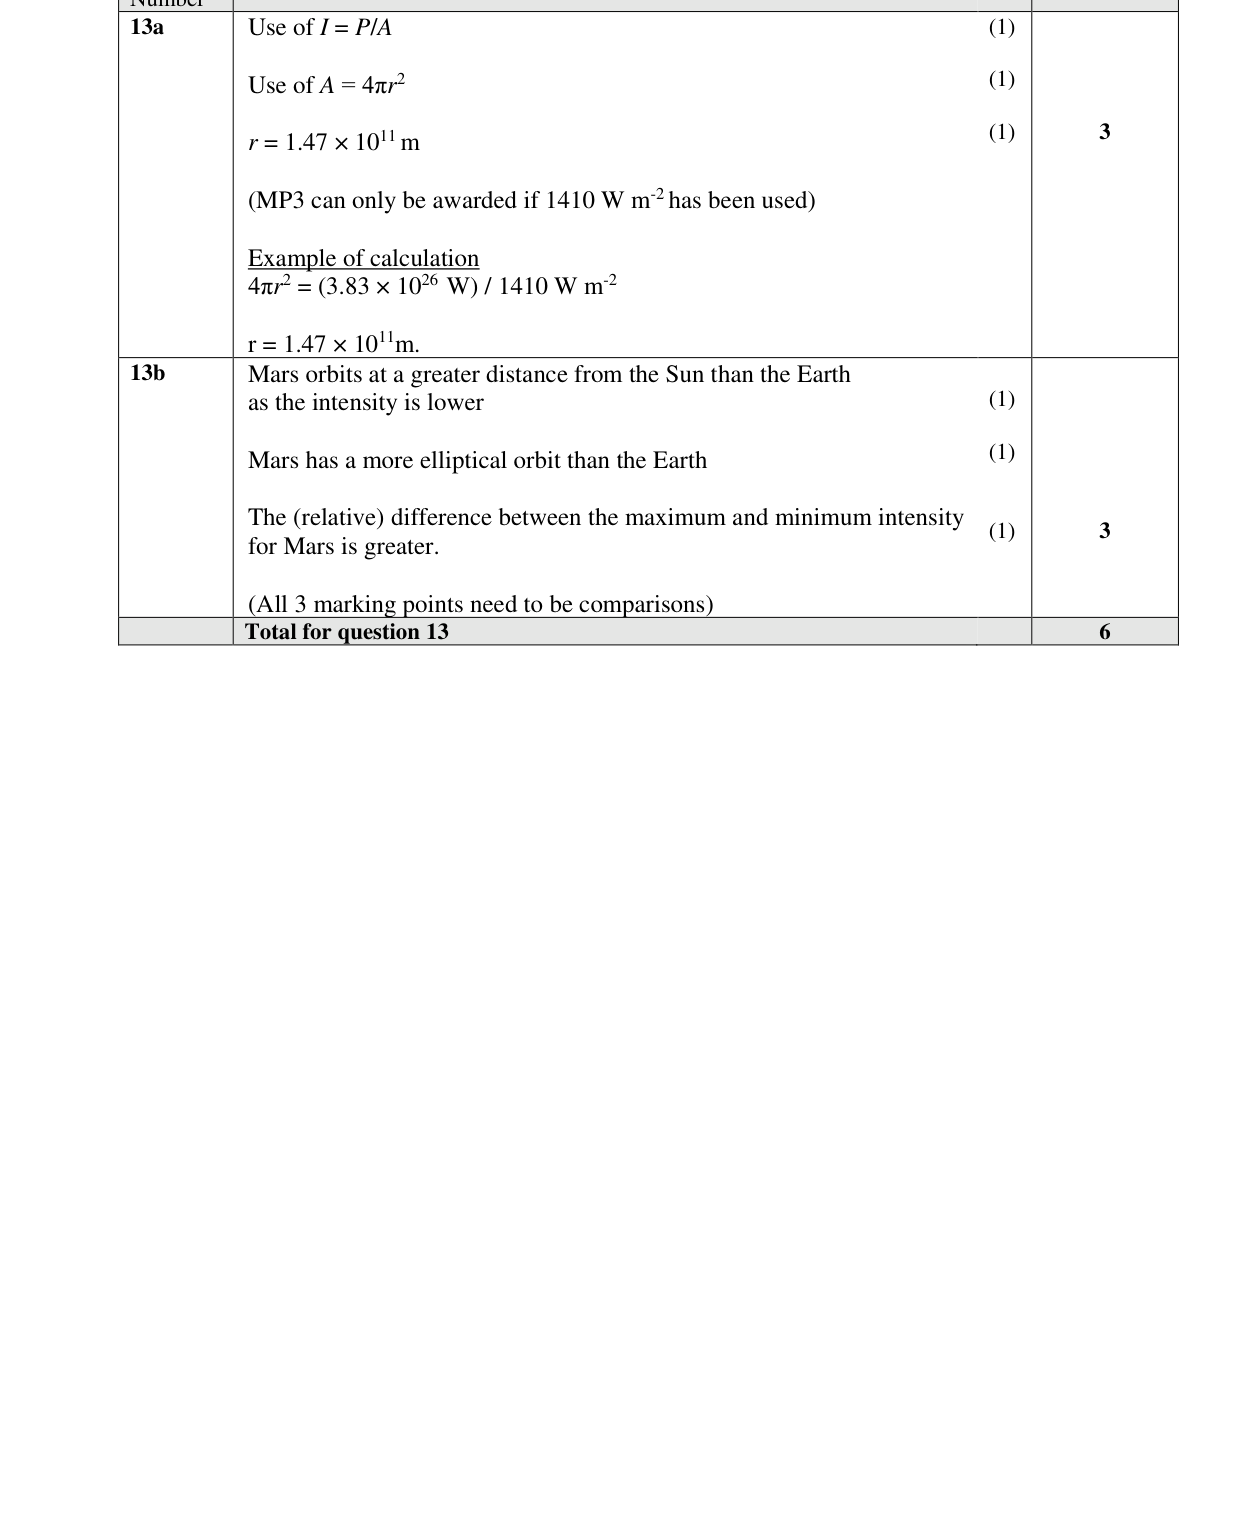 Number
13a Use of I = P/A (1)
Use of A = 4πr² (1)
r = 1.47 × 10¹¹ m (1) 3
(MP3 can only be awarded if 1410 W m⁻² has been used)
Example of calculation
4πr² = (3.83 × 10²⁶ W) / 1410 W m⁻²
r = 1.47 × 10¹¹m.
13b Mars orbits at a greater distance from the Sun than the Earth
as the intensity is lower (1)
Mars has a more elliptical orbit than the Earth (1)
The (relative) difference between the maximum and minimum intensity
for Mars is greater. (1) 3
(All 3 marking points need to be comparisons)
Total for question 13 6